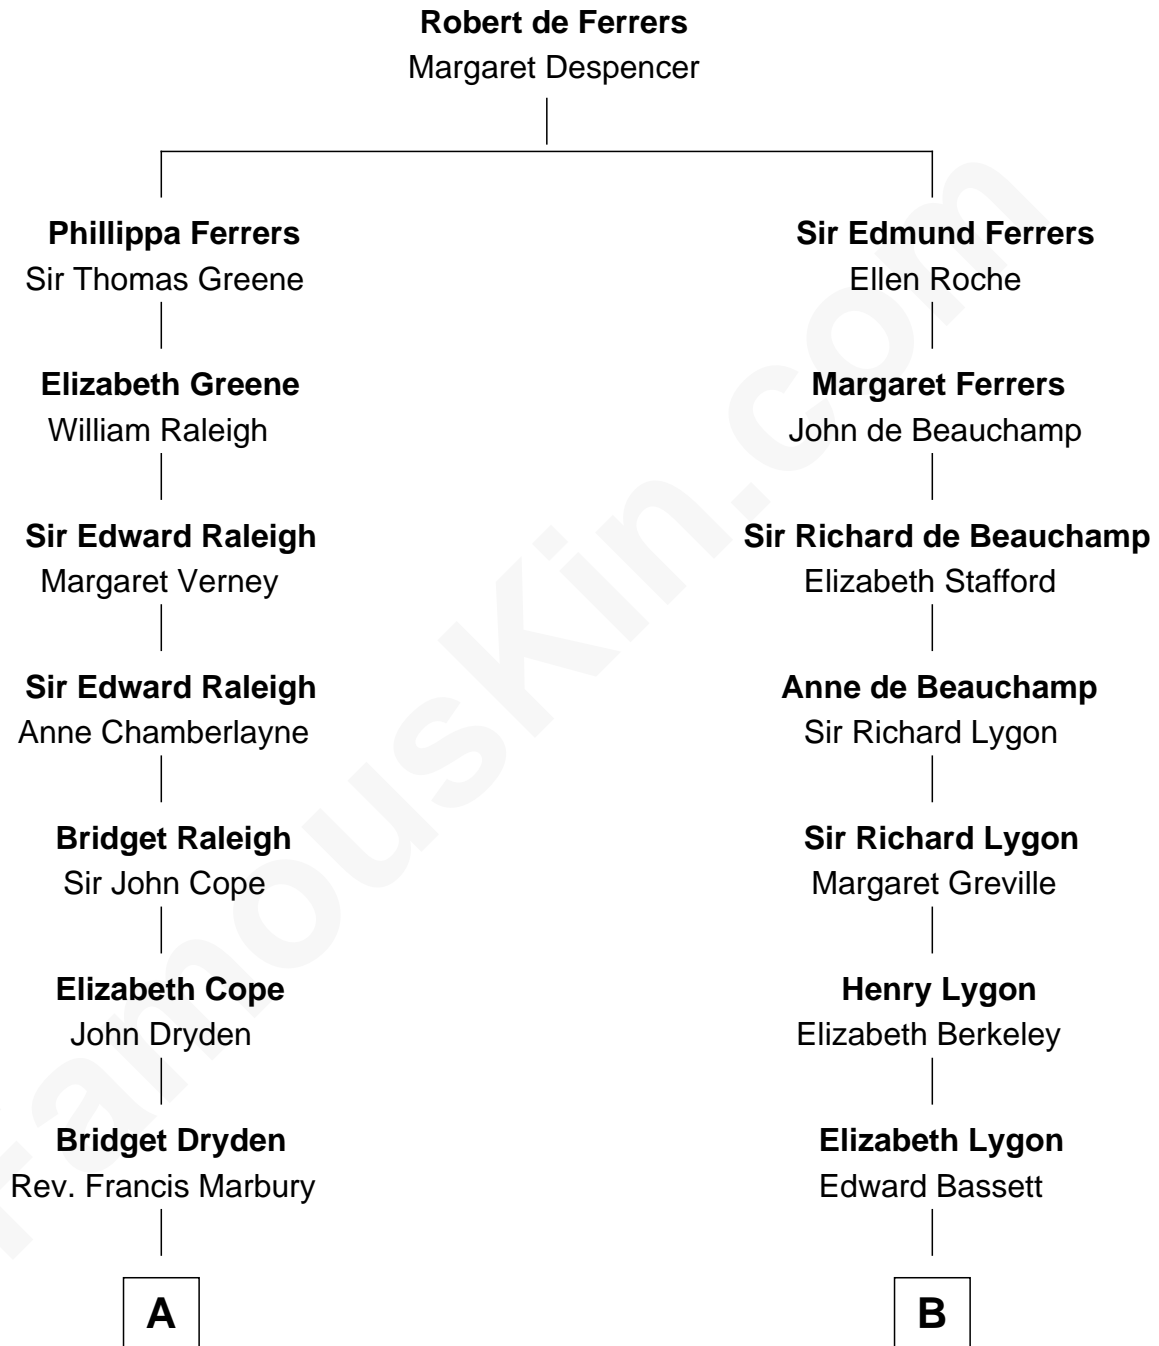 Robert de Ferrers
Margaret Despencer
Phillippa Ferrers
Sir Thomas Greene
Elizabeth Greene
William Raleigh
Sir Edward Raleigh
Margaret Verney
Sir Edward Raleigh
Anne Chamberlayne
Bridget Raleigh
Sir John Cope
Elizabeth Cope
John Dryden
Bridget Dryden
Rev. Francis Marbury
A
Sir Edmund Ferrers
Ellen Roche
Margaret Ferrers
John de Beauchamp
Sir Richard de Beauchamp
Elizabeth Stafford
Anne de Beauchamp
Sir Richard Lygon
Sir Richard Lygon
Margaret Greville
Henry Lygon
Elizabeth Berkeley
Elizabeth Lygon
Edward Bassett
B
FamousKin.com